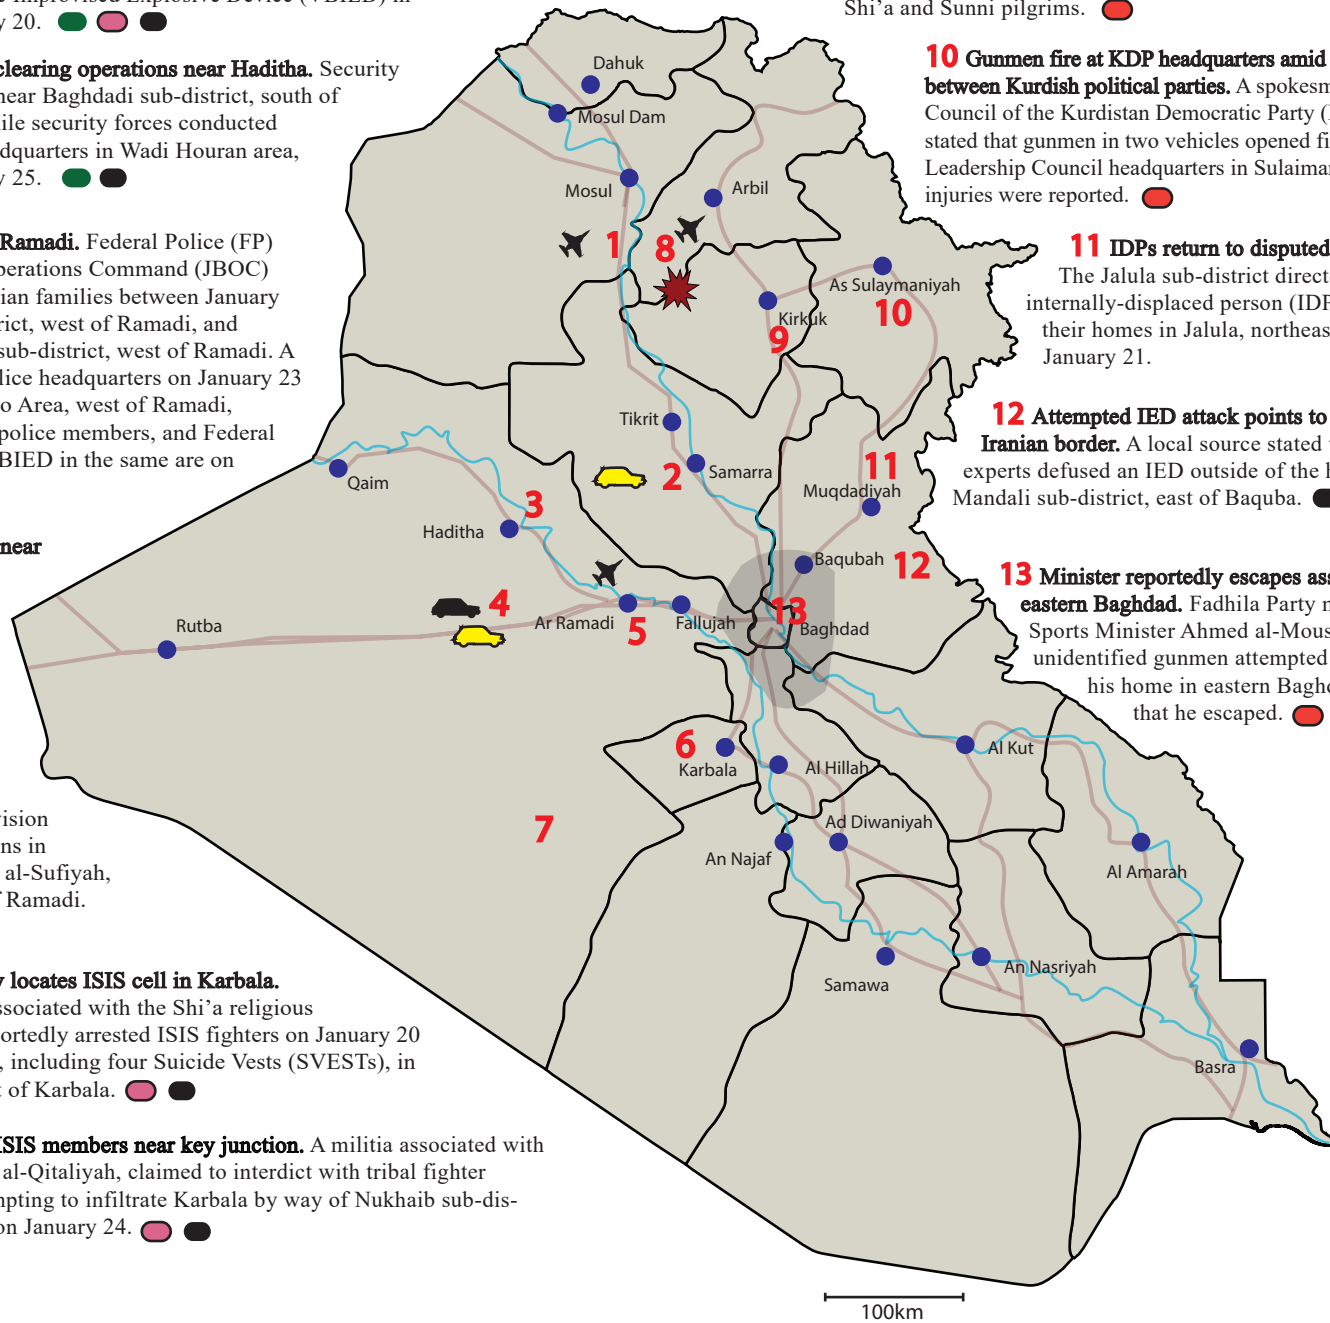 y 20.
clearing operations near Haditha. Security
near Baghdadi sub-district, south of
ile security forces conducted
dquarters in Wadi Houran area,
y 25.
Ramadi. Federal Police (FP)
perations Command (JBOC)
ian families between January
rict, west of Ramadi, and
sub-district, west of Ramadi. A
lice headquarters on January 23
o Area, west of Ramadi,
police members, and Federal
BIED in the same are on
near
vision
ns in
al-Sufiyah,
f Ramadi.
y locates ISIS cell in Karbala.
ssociated with the Shi’a religious
ortedly arrested ISIS fighters on January 20
, including four Suicide Vests (SVESTs), in
t of Karbala.
ISIS members near key junction. A militia associated with
al-Qitaliyah, claimed to interdict with tribal fighter
mpting to infiltrate Karbala by way of Nukhaib sub-dis-
on January 24.
Shi’a and Sunni pilgrims.
10 Gunmen fire at KDP headquarters amid
between Kurdish political parties. A spokesm
Council of the Kurdistan Democratic Party (
stated that gunmen in two vehicles opened fi
Leadership Council headquarters in Sulaiman
injuries were reported.
11 IDPs return to disputed
The Jalula sub-district direct
internally-displaced person (IDP
their homes in Jalula, northeas
January 21.
12 Attempted IED attack points to
Iranian border. A local source stated
experts defused an IED outside of the h
Mandali sub-district, east of Baquba.
13 Minister reportedly escapes ass
eastern Baghdad. Fadhila Party m
Sports Minister Ahmed al-Mous
unidentified gunmen attempted
his home in eastern Baghd
that he escaped.
Dahuk
Mosul Dam
Mosul
Arbil
1
8
As Sulaymaniyah
10
Kirkuk
9
Tikrit
Samarra
2
11
Muqdadiyah
Qaim
3
Haditha
Baqubah
12
4
Ar Ramadi
5
Fallujah
13
Baghdad
Rutba
6
Karbala
Al Hillah
Al Kut
7
Ad Diwaniyah
An Najaf
Al Amarah
Samawa
An Nasriyah
Basra
100km